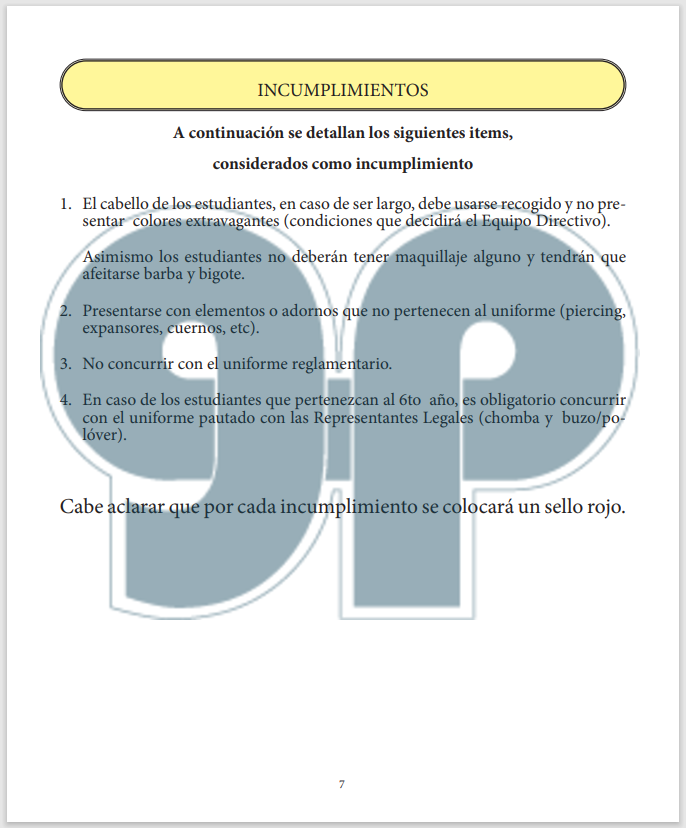 INCUMPLIMIENTOS
A continuación se detallan los siguientes items,
considerados como incumplimiento
1. El cabello de los estudiantes, en caso de ser largo, debe usarse recogido y no pre-
sentar colores extravagantes (condiciones que decidirá el Equipo Directivo).
Asimismo los estudiantes no deberán tener maquillaje alguno y tendrán que
afeitarse barba y bigote.
2. Presentarse con elementos o adornos que no pertenecen al uniforme (piercing,
expansores, cuernos, etc).
3. No concurrir con el uniforme reglamentario.
4. En caso de los estudiantes que pertenezcan al 6to año, es obligatorio concurrir
con el uniforme pautado con las Representantes Legales (chomba y buzo/pu-
lóver).
Cabe aclarar que por cada incumplimiento se colocará un sello rojo.
gp
7